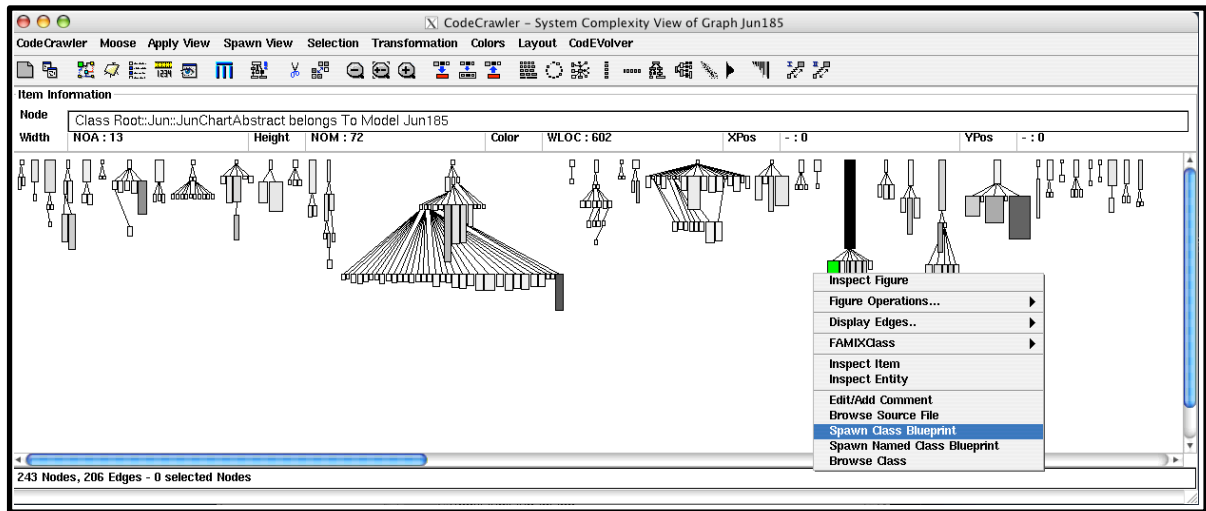 CodeCrawler – System Complexity View of Graph Jun185
CodeCrawler Moose Apply View Spawn View Selection Transformation Colors Layout CodEVolver
1234
Item Information
Node Class Root::Jun::JunChartAbstract belongs To Model Jun185
Width NOA : 13 Height NOM : 72 Color WLOC : 602 XPos - : 0 YPos - : 0
Inspect Figure
Figure Operations...
Display Edges..
FAMIXClass
Inspect Item
Inspect Entity
Edit/Add Comment
Browse Source File
Spawn Class Blueprint
Spawn Named Class Blueprint
Browse Class
243 Nodes, 206 Edges - 0 selected Nodes